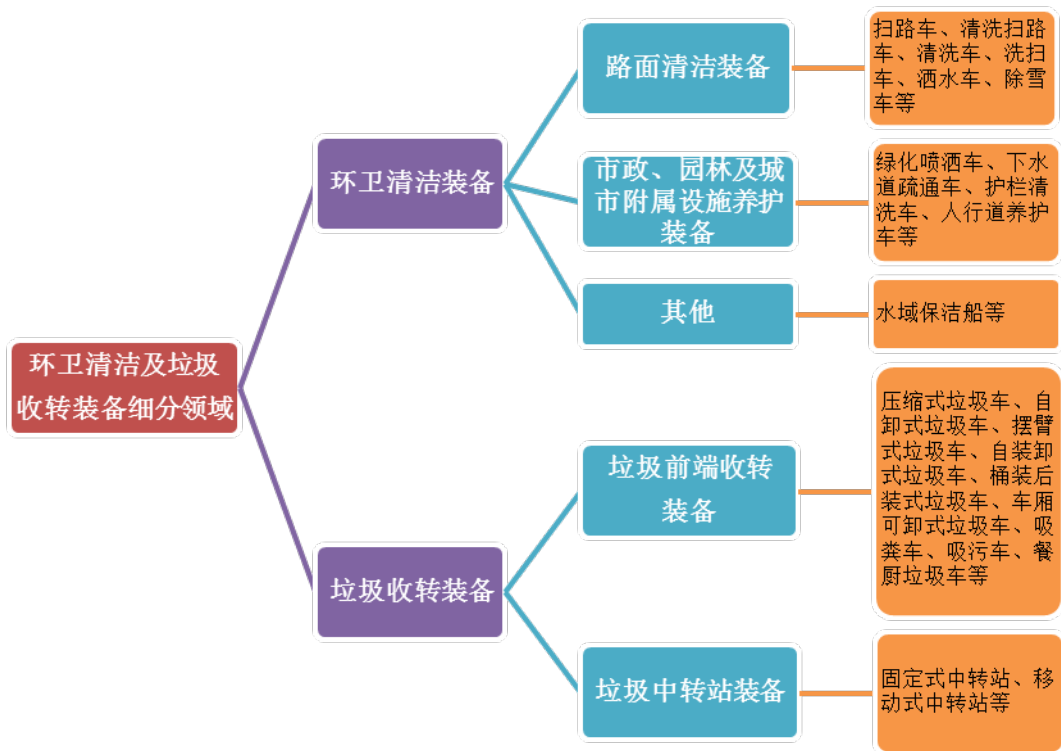 环卫清洁及垃圾
收转装备细分领域
环卫清洁装备
路面清洁装备
扫路车、清洗扫路
车、清洗车、洗扫
车、洒水车、除雪
车等
市政、园林及城
市附属设施养护
装备
绿化喷洒车、下水
道疏通车、护栏清
洗车、人行道养护
车等
其他
水域保洁船等
垃圾收转装备
垃圾前端收转
装备
压缩式垃圾车、自
卸式垃圾车、摆臂
式垃圾车、自装卸
式垃圾车、桶装后
装式垃圾车、车厢
可卸式垃圾车、吸
粪车、吸污车、餐
厨垃圾车等
垃圾中转站装备
固定式中转站、移
动式中转站等